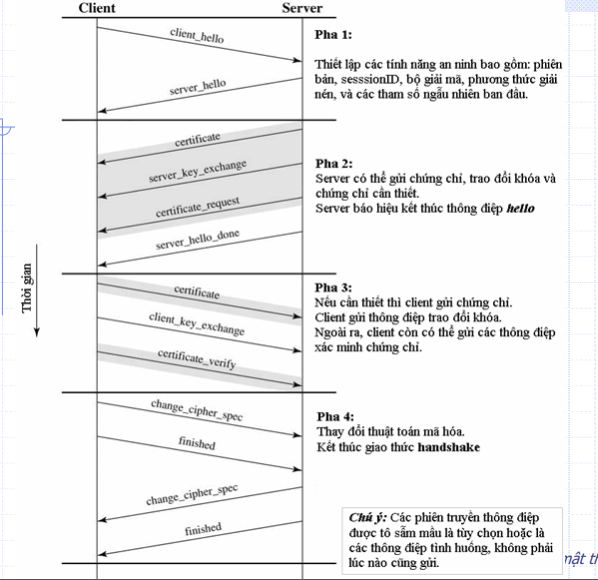 Client Server
client_hello
server_hello
Pha 1:
Thiết lập các tính năng an ninh bao gồm: phiên
bản, sesssionID, bộ giải mã, phương thức giải
nén, và các tham số ngẫu nhiên ban đầu.
certificate
server_key_exchange
certificate_request
server_hello_done
Pha 2:
Server có thể gửi chứng chỉ, trao đổi khóa và
chứng chỉ cần thiết.
Server báo hiệu kết thúc thông điệp hello
Thời gian
certificate
client_key_exchange
certificate_verify
Pha 3:
Nếu cần thiết thì client gửi chứng chỉ.
Client gửi thông điệp trao đổi khóa.
Ngoài ra, client còn có thể gửi các thông điệp
xác minh chứng chỉ.
change_cipher_spec
finished
change_cipher_spec
finished
Pha 4:
Thay đổi thuật toán mã hóa.
Kết thúc giao thức handshake
Chú ý: Các phiên truyền thông điệp
được tô sẫm mầu là tùy chọn hoặc là
các thông điệp tình huống, không phải
lúc nào cũng gửi.